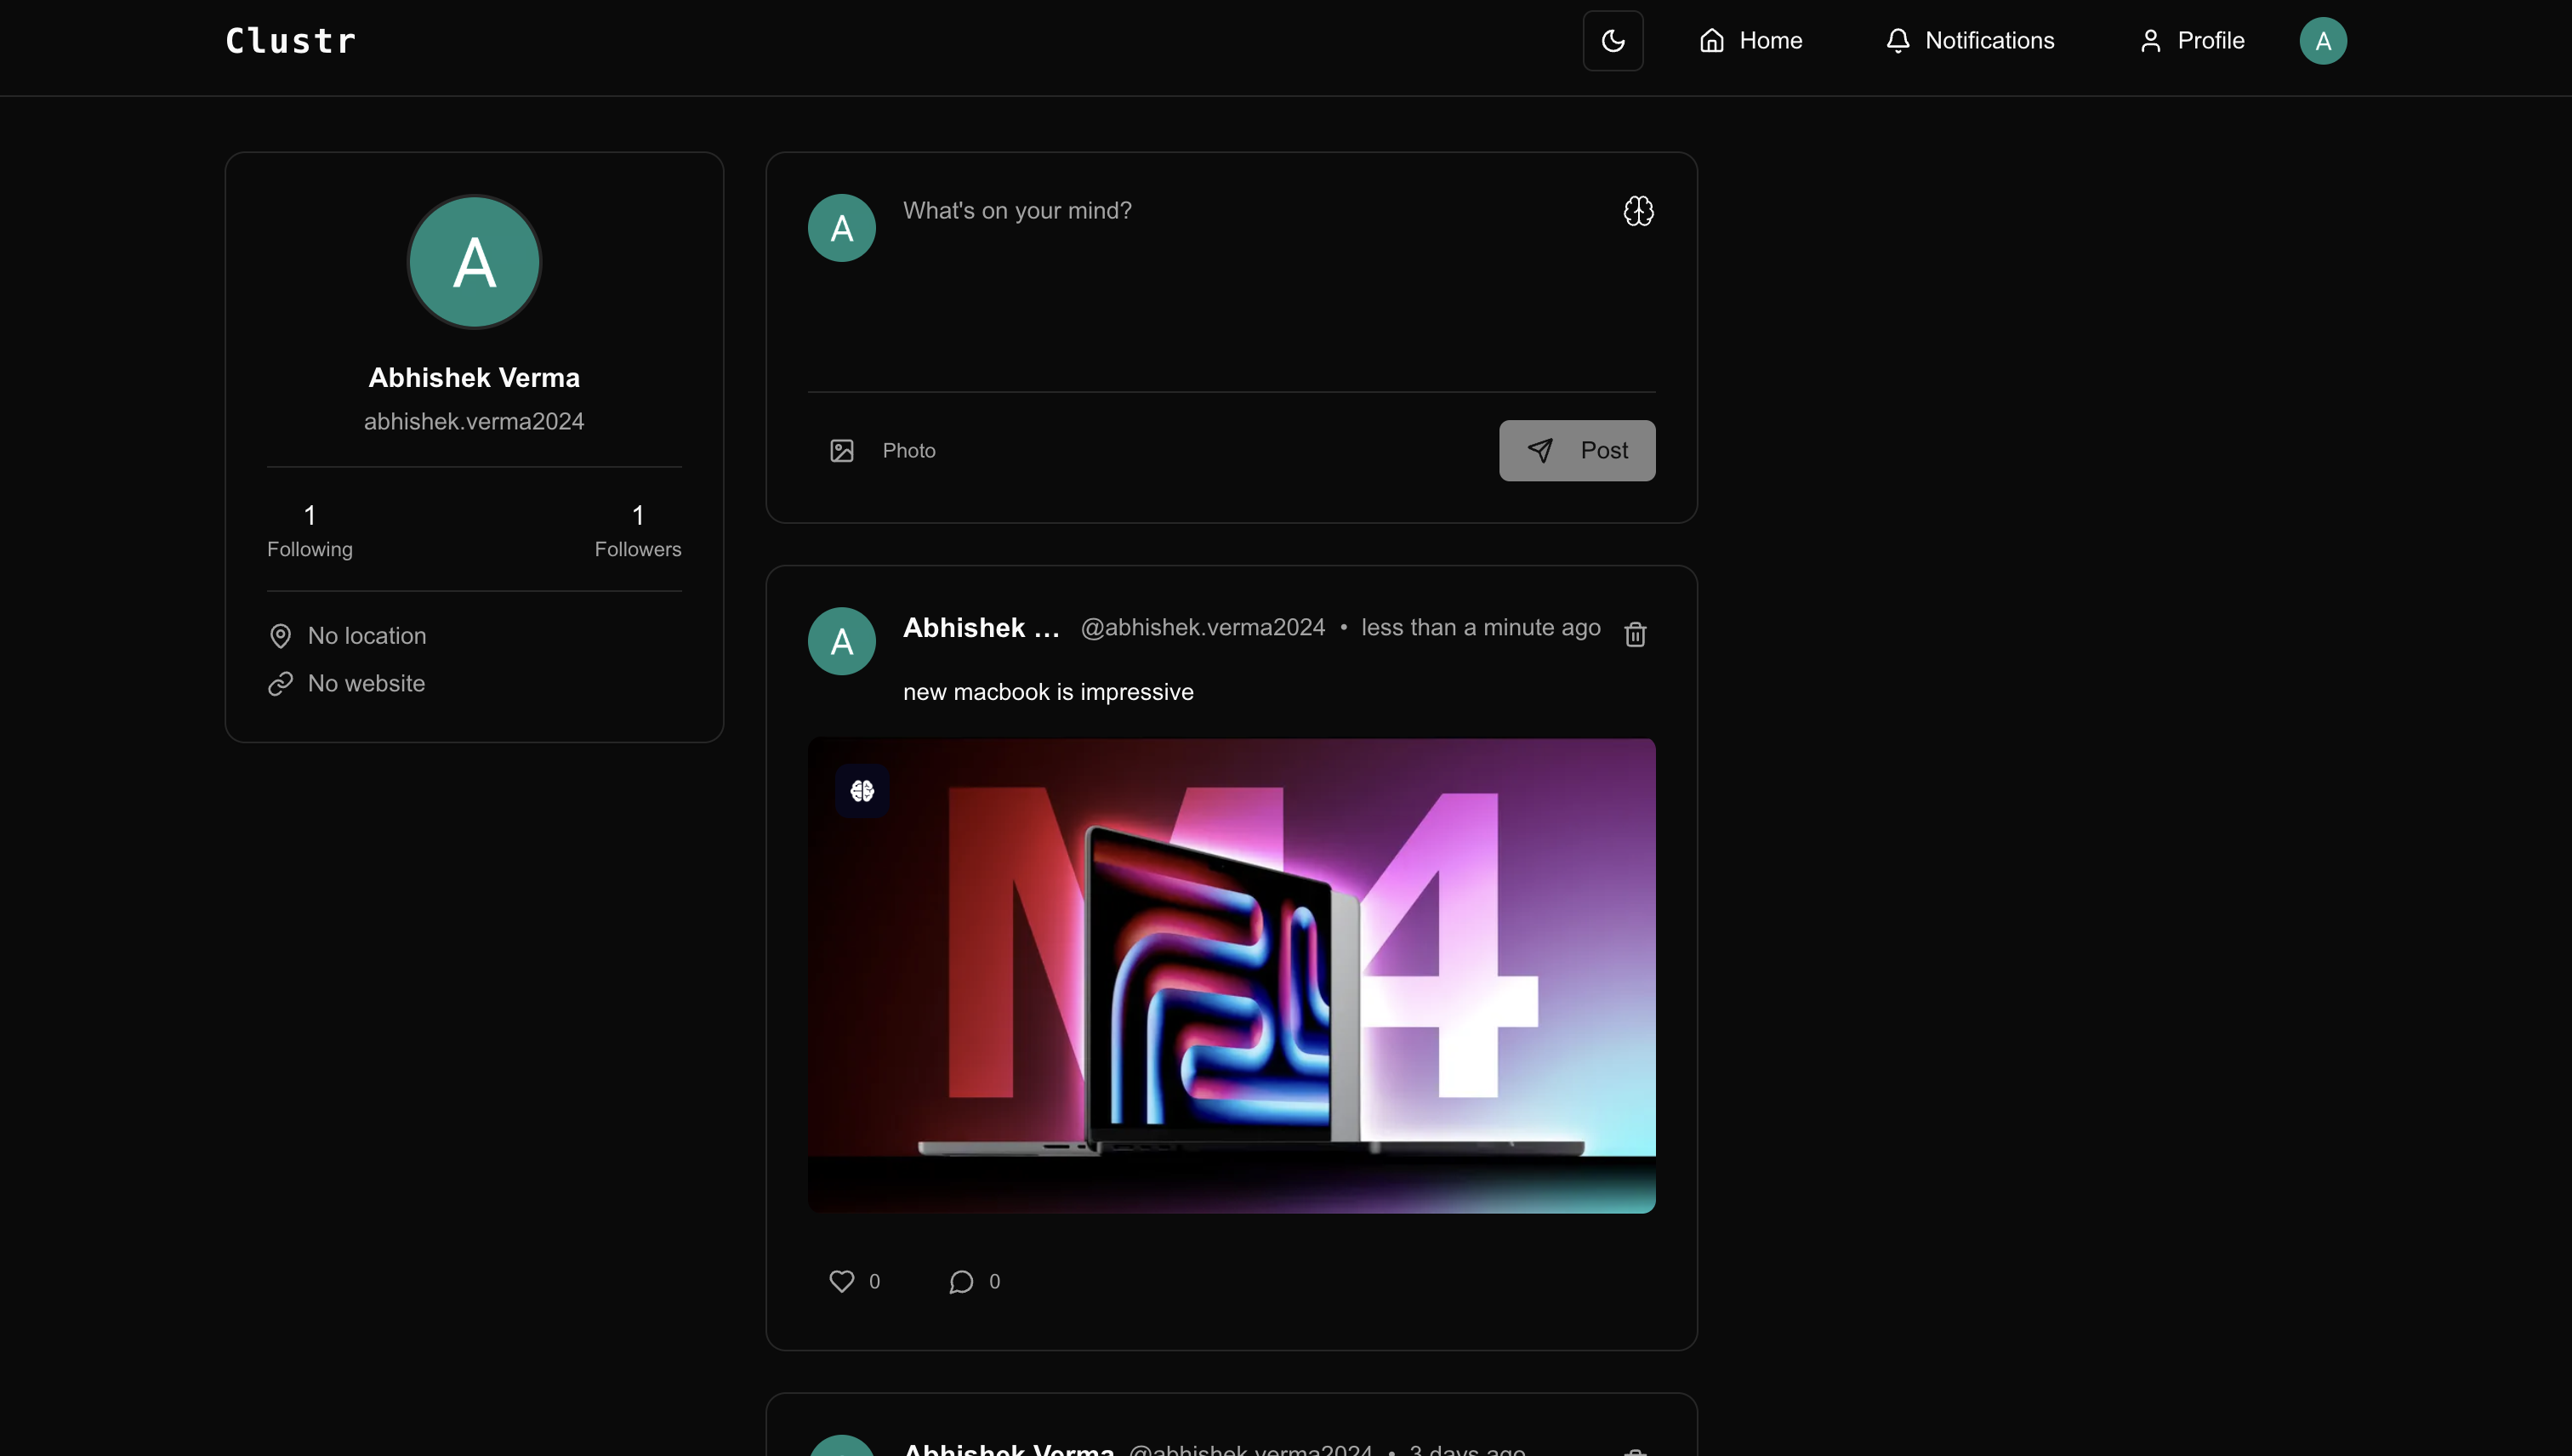 Clustr
Home
Notifications
Profile
A
A
Abhishek Verma
abhishek.verma2024
1
Following
1
Followers
No location
No website
A
What's on your mind?
Photo
Post
A
Abhishek ... @abhishek.verma2024 • less than a minute ago
new macbook is impressive
M4
0
0
Abhishek Verma @abhishek.verma2024 • 3 days ago